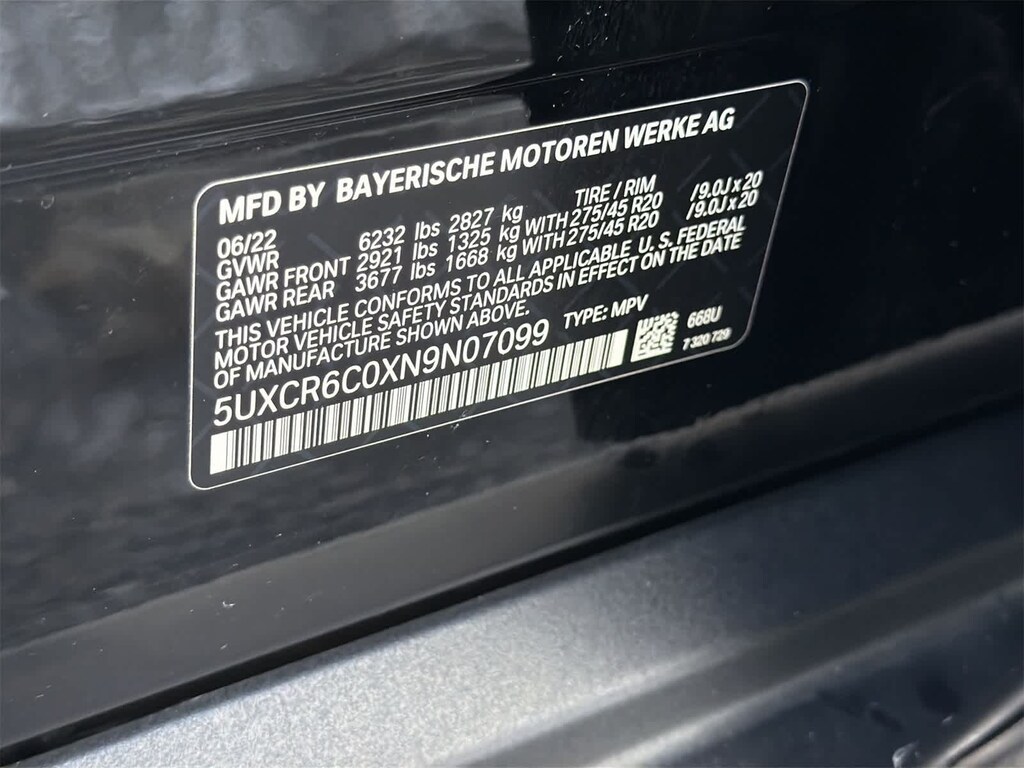 MFD BY BAYERISCHE MOTOREN WERKE AG
06/22 TIRE / RIM
GVWR 6232 lbs 2827 kg
GAWR FRONT 2921 lbs 1325 kg WITH 275/45 R20 /9.0J x 20
GAWR REAR 3677 lbs 1668 kg WITH 275/45 R20 /9.0J x 20
THIS VEHICLE CONFORMS TO ALL APPLICABLE U. S. FEDERAL
MOTOR VEHICLE SAFETY STANDARDS IN EFFECT ON THE DATE
OF MANUFACTURE SHOWN ABOVE.
5UXCR6C0XN9N07099 TYPE: MPV 668U
7 320 729